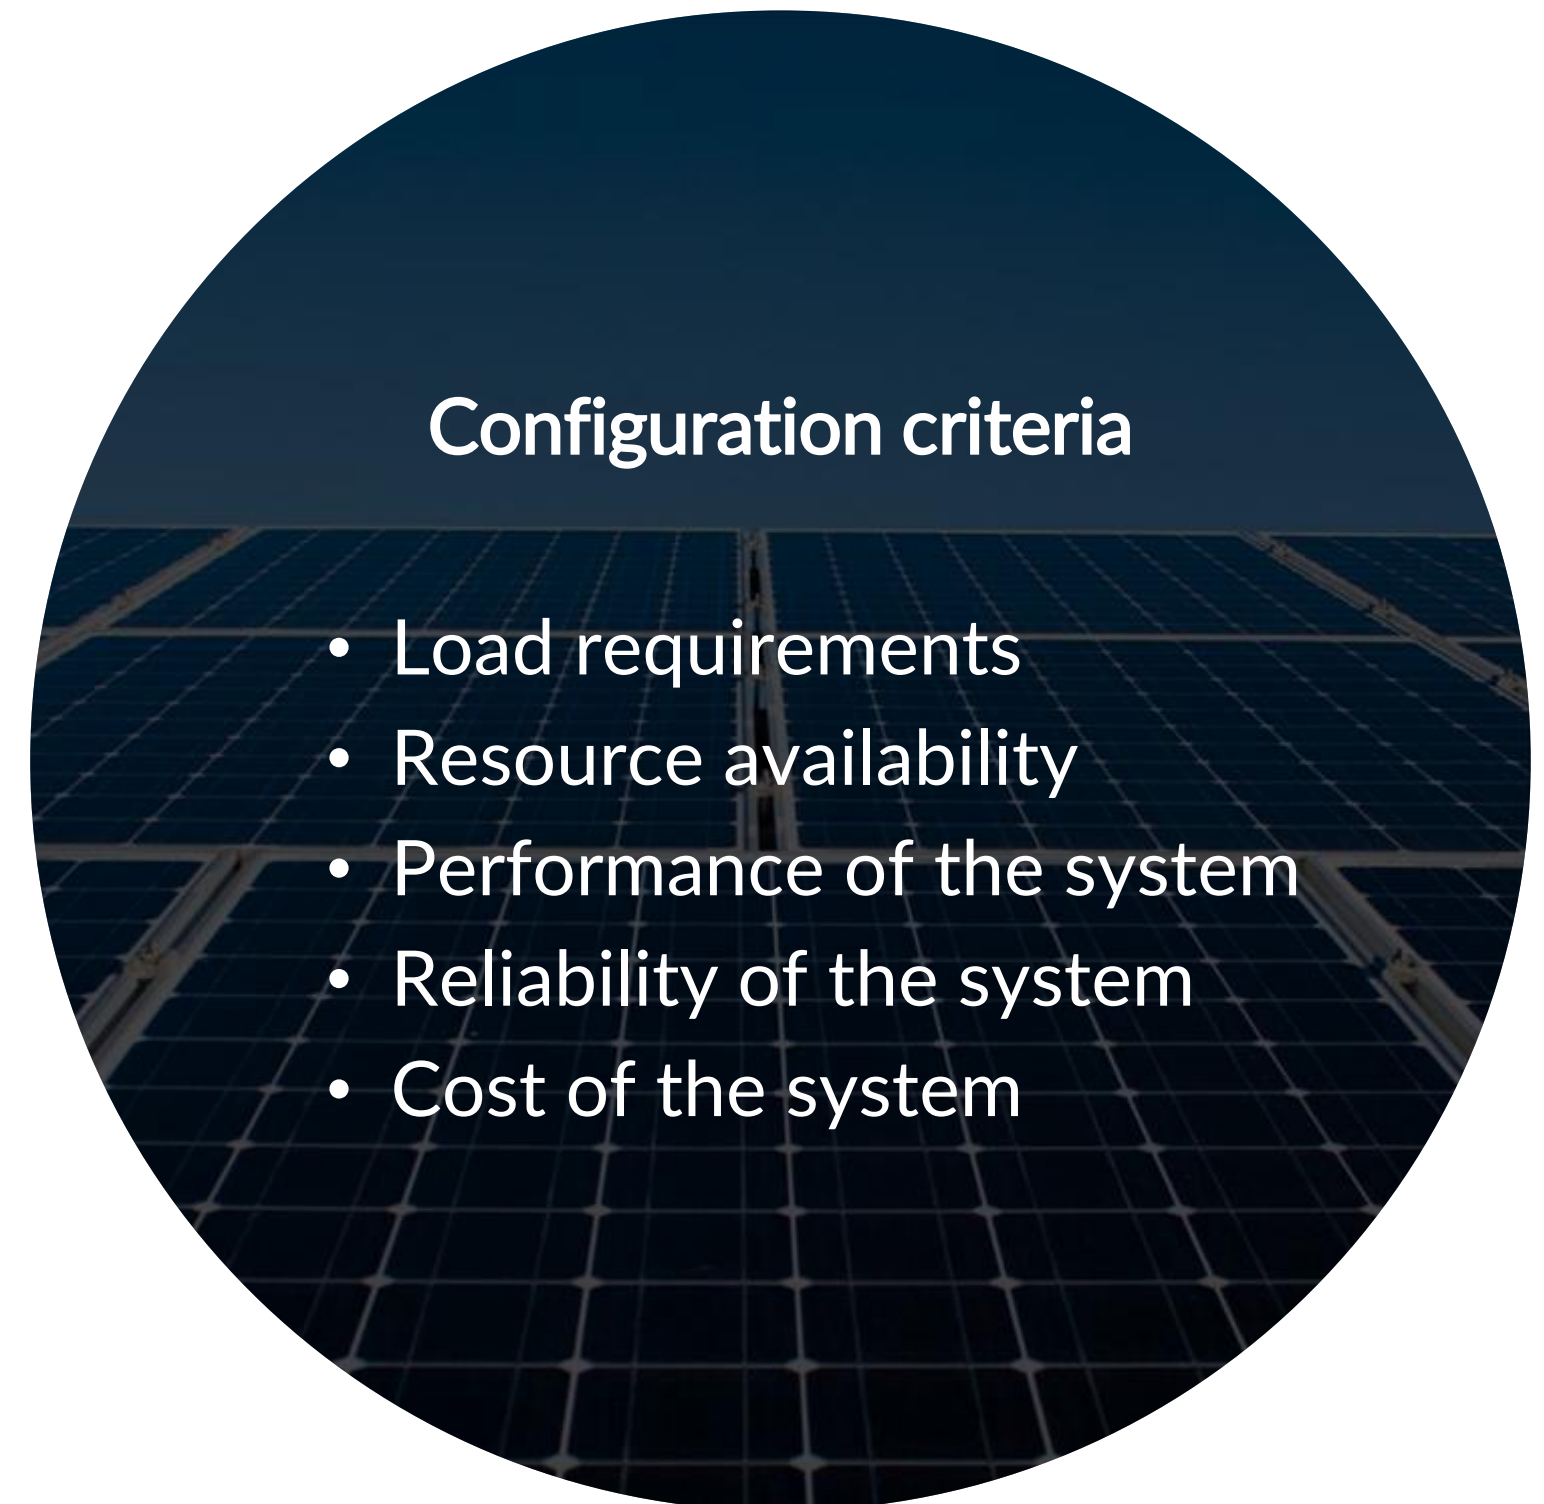 Configuration criteria
• Load requirements
• Resource availability
• Performance of the system
• Reliability of the system
• Cost of the system